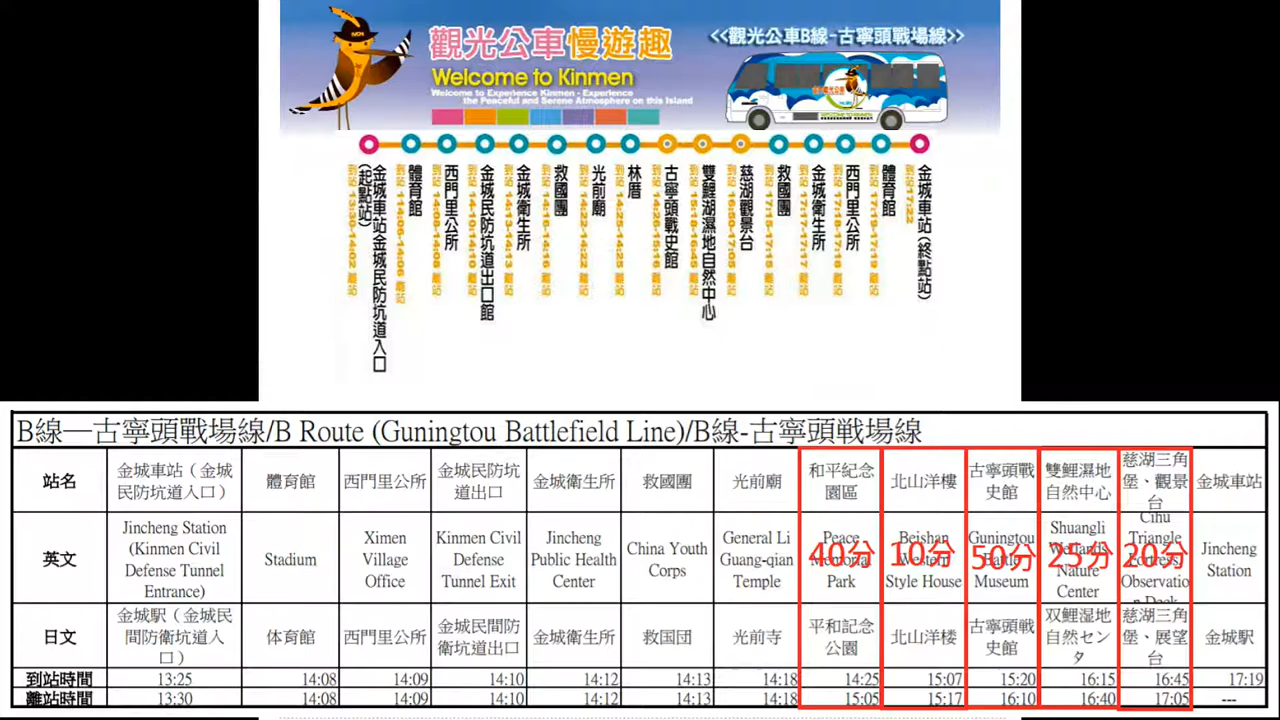 觀光公車慢遊趣
<<觀光公車B線-古寧頭戰場線>>
Welcome to Kinmen
Welcome to Experience Kinmen - Experience
the Peaceful and Serene Atmosphere on this Island
金城車站金城民防坑道入口
(起點站)
體育館
西門里公所
金城民防坑道出口館
金城衛生所
救國團
光前廟
林厝
古寧頭戰史館
雙鯉湖濕地自然中心
慈湖觀景台
救國團
金城衛生所
西門里公所
體育館
金城車站(終點站)
到站17:22
B線—古寧頭戰場線/B Route (Guningtou Battlefield Line)/B線-古寧頭戦場線
站名
金城車站（金城
民防坑道入口）
體育館
西門里公所
金城民防坑
道出口
金城衛生所
救國團
光前廟
和平紀念
園區
北山洋樓
古寧頭戰
史館
雙鯉濕地
自然中心
慈湖三角
堡、觀景
台
金城車站
英文
Jincheng Station
(Kinmen Civil
Defense Tunnel
Entrance)
Stadium
Ximen
Village
Office
Kinmen Civil
Defense
Tunnel Exit
Jincheng
Public Health
Center
China Youth
Corps
General Li
Guang-qian
Temple
Peace
Memorial
Park
40分
Beishan
Western
Style House
10分
Guningtou
Battle
Museum
50分
Shuangli
Wetlands
Nature
Center
25分
Cihu
Triangle
Fortress,
Observatio
n Deck
20分
Jincheng
Station
日文
金城駅（金城民
間防衛坑道入
口）
体育館
西門里公所
金城民間防
衛坑道出口
金城衛生所
救国団
光前寺
平和記念
公園
北山洋楼
古寧頭戦
史館
双鯉湿地
自然セン
タ
慈湖三角
堡、展望
台
金城駅
到站時間 13:25 14:08 14:09 14:10 14:12 14:13 14:18 14:25 15:07 15:20 16:15 16:45 17:19
離站時間 13:30 14:08 14:09 14:10 14:12 14:13 14:18 15:05 15:17 16:10 16:40 17:05 ---